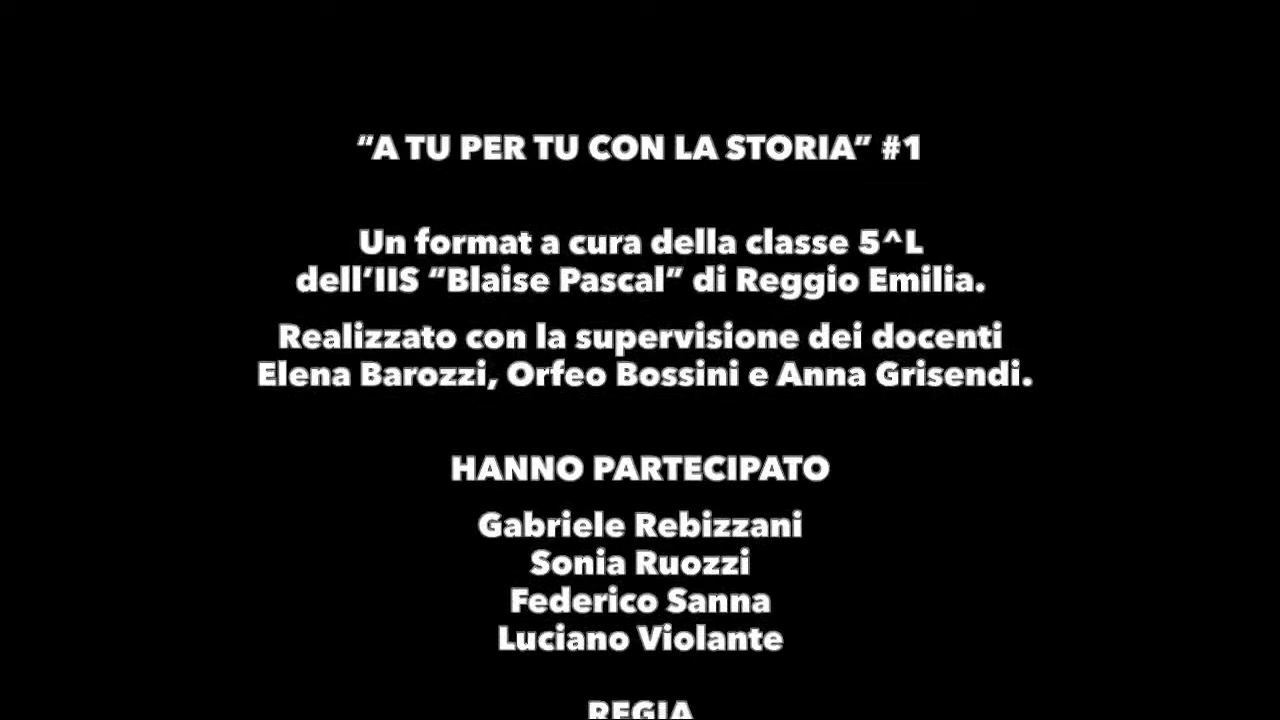 “A TU PER TU CON LA STORIA” #1
Un format a cura della classe 5^L
dell’IIS “Blaise Pascal” di Reggio Emilia.
Realizzato con la supervisione dei docenti
Elena Barozzi, Orfeo Bossini e Anna Grisendi.
HANNO PARTECIPATO
Gabriele Rebizzani
Sonia Ruozzi
Federico Sanna
Luciano Violante
REGIA